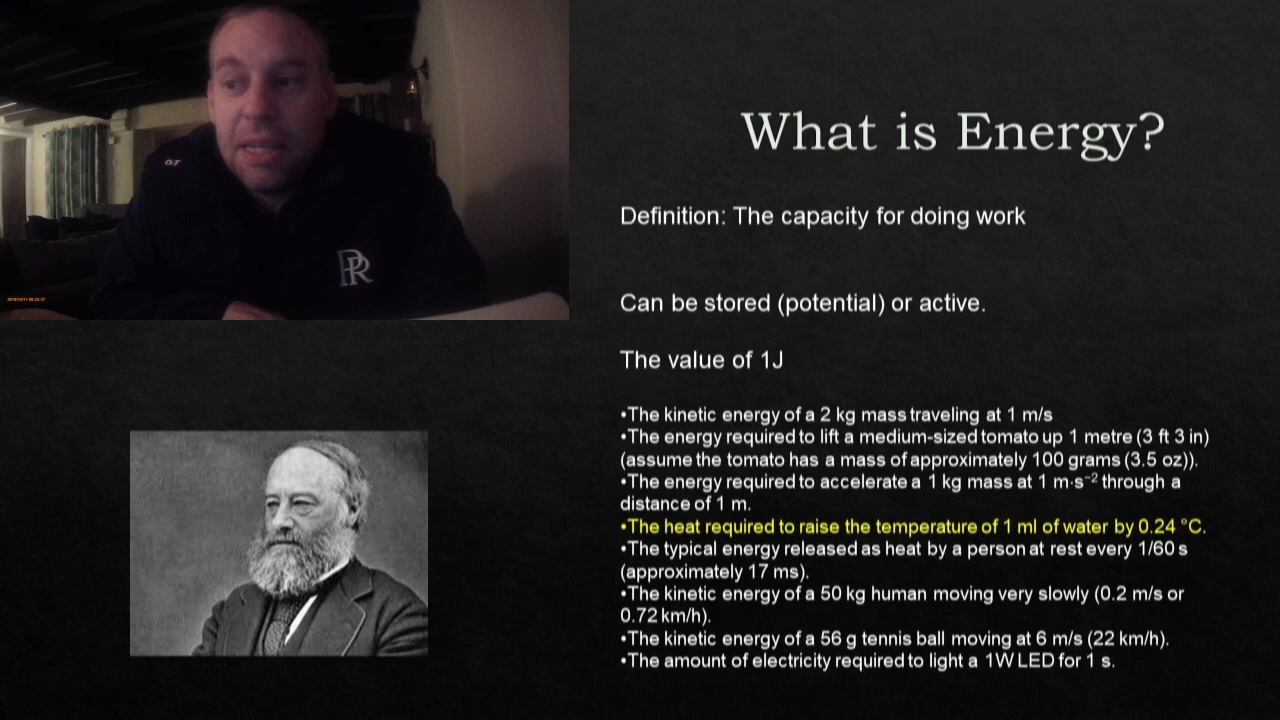 What is Energy?
Definition: The capacity for doing work
Can be stored (potential) or active.
The value of 1J
•The kinetic energy of a 2 kg mass traveling at 1 m/s
•The energy required to lift a medium-sized tomato up 1 metre (3 ft 3 in)
(assume the tomato has a mass of approximately 100 grams (3.5 oz)).
•The energy required to accelerate a 1 kg mass at 1 m·s⁻² through a
distance of 1 m.
•The heat required to raise the temperature of 1 ml of water by 0.24 °C.
•The typical energy released as heat by a person at rest every 1/60 s
(approximately 17 ms).
•The kinetic energy of a 50 kg human moving very slowly (0.2 m/s or
0.72 km/h).
•The kinetic energy of a 56 g tennis ball moving at 6 m/s (22 km/h).
•The amount of electricity required to light a 1W LED for 1 s.